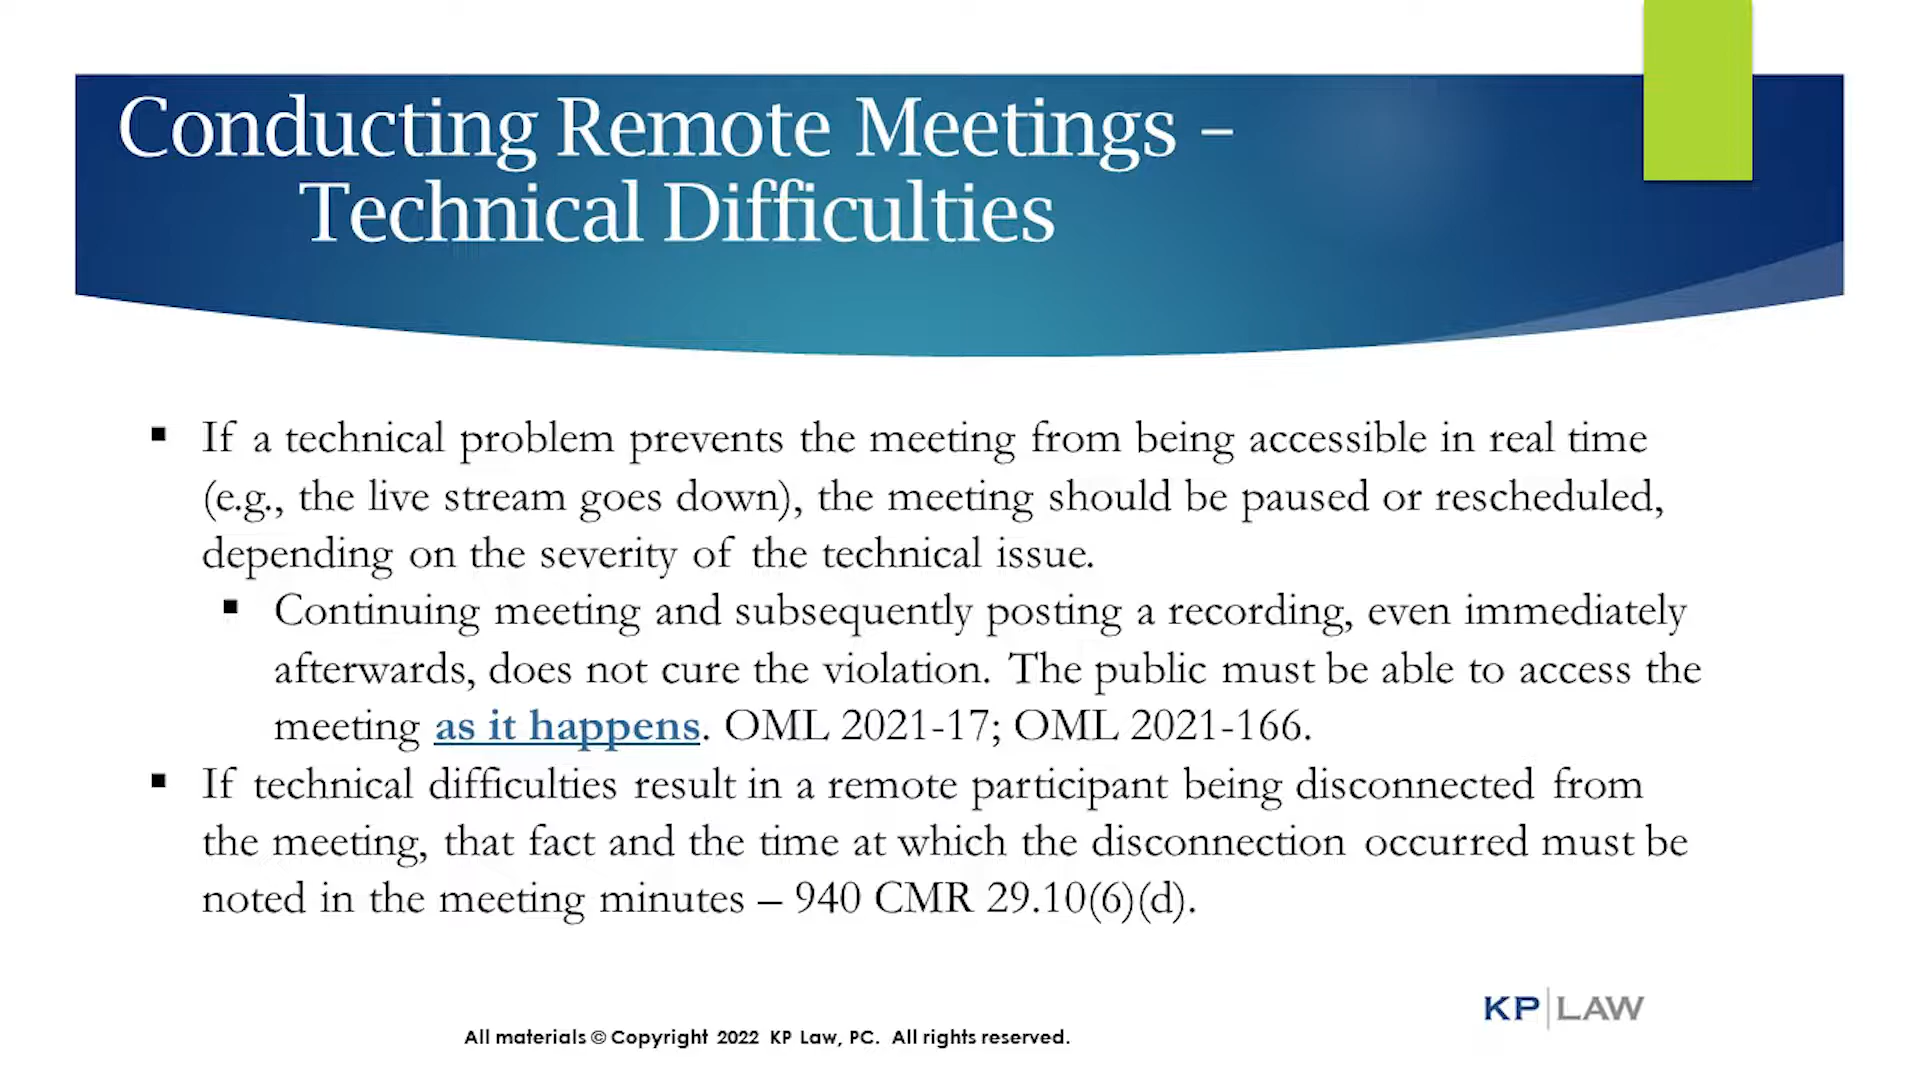 Conducting Remote Meetings –
Technical Difficulties
▪ If a technical problem prevents the meeting from being accessible in real time
(e.g., the live stream goes down), the meeting should be paused or rescheduled,
depending on the severity of the technical issue.
▪ Continuing meeting and subsequently posting a recording, even immediately
afterwards, does not cure the violation. The public must be able to access the
meeting as it happens. OML 2021-17; OML 2021-166.
▪ If technical difficulties result in a remote participant being disconnected from
the meeting, that fact and the time at which the disconnection occurred must be
noted in the meeting minutes – 940 CMR 29.10(6)(d).
KP|LAW
All materials © Copyright 2022 KP Law, PC. All rights reserved.